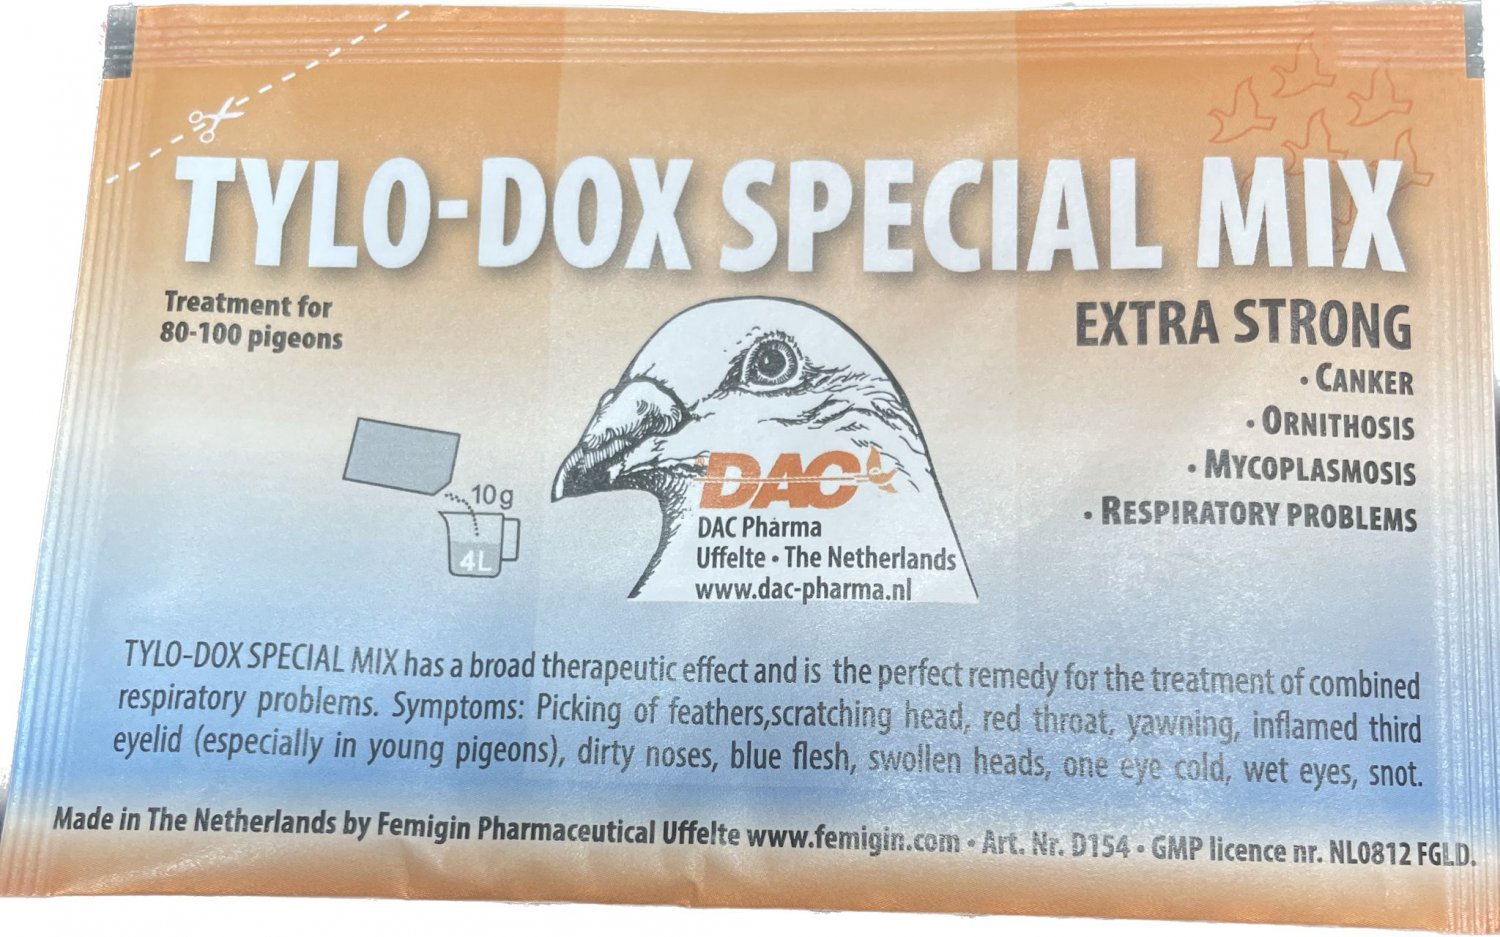 TYLO-DOX SPECIAL MIX
Treatment for
80-100 pigeons
EXTRA STRONG
• CANKER
• ORNITHOSIS
• MYCOPLASMOSIS
• RESPIRATORY PROBLEMS
10g
4L
®DAC
DAC Pharma
Uffelte • The Netherlands
www.dac-pharma.nl
TYLO-DOX SPECIAL MIX has a broad therapeutic effect and is the perfect remedy for the treatment of combined
respiratory problems. Symptoms: Picking of feathers,scratching head, red throat, yawning, inflamed third
eyelid (especially in young pigeons), dirty noses, blue flesh, swollen heads, one eye cold, wet eyes, snot.
Made in The Netherlands by Femigin Pharmaceutical Uffelte www.femigin.com • Art. Nr. D154 • GMP licence nr. NL0812 FGLD.